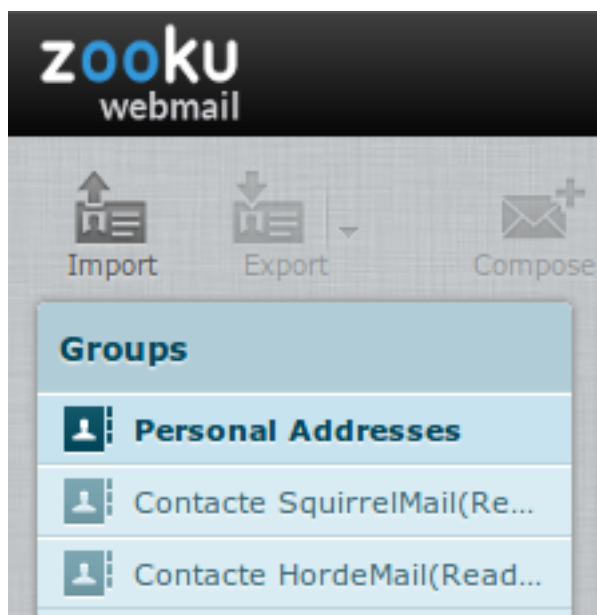 zooku
webmail
Import Export Compose
Groups
Personal Addresses
Contacte SquirrelMail(Re...
Contacte HordeMail(Read...